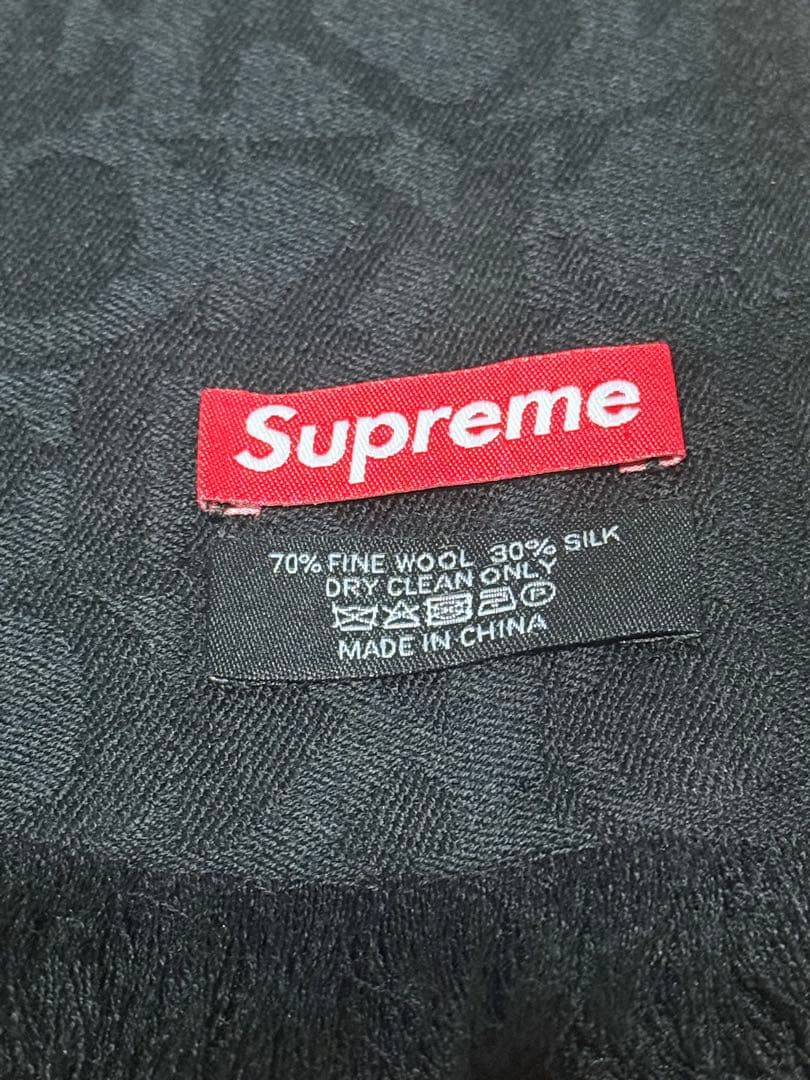 Supreme
70% FINE WOOL 30% SILK
DRY CLEAN ONLY
MADE IN CHINA